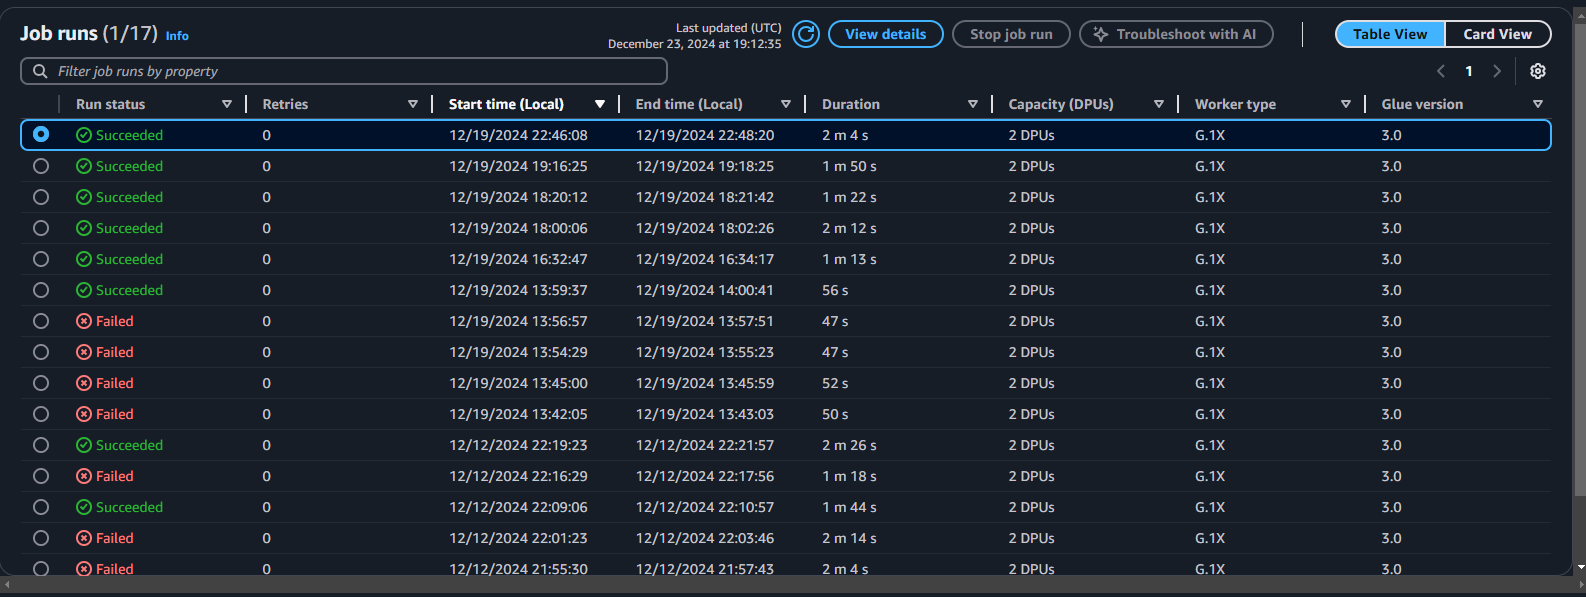 Job runs (1/17) Info
Last updated (UTC)
December 23, 2024 at 19:12:35
View details
Stop job run
Troubleshoot with AI
Table View
Card View
Filter job runs by property
1
Run status Retries Start time (Local) End time (Local) Duration Capacity (DPUs) Worker type Glue version
Succeeded 0 12/19/2024 22:46:08 12/19/2024 22:48:20 2 m 4 s 2 DPUs G.1X 3.0
Succeeded 0 12/19/2024 19:16:25 12/19/2024 19:18:25 1 m 50 s 2 DPUs G.1X 3.0
Succeeded 0 12/19/2024 18:20:12 12/19/2024 18:21:42 1 m 22 s 2 DPUs G.1X 3.0
Succeeded 0 12/19/2024 18:00:06 12/19/2024 18:02:26 2 m 12 s 2 DPUs G.1X 3.0
Succeeded 0 12/19/2024 16:32:47 12/19/2024 16:34:17 1 m 13 s 2 DPUs G.1X 3.0
Succeeded 0 12/19/2024 13:59:37 12/19/2024 14:00:41 56 s 2 DPUs G.1X 3.0
Failed 0 12/19/2024 13:56:57 12/19/2024 13:57:51 47 s 2 DPUs G.1X 3.0
Failed 0 12/19/2024 13:54:29 12/19/2024 13:55:23 47 s 2 DPUs G.1X 3.0
Failed 0 12/19/2024 13:45:00 12/19/2024 13:45:59 52 s 2 DPUs G.1X 3.0
Failed 0 12/19/2024 13:42:05 12/19/2024 13:43:03 50 s 2 DPUs G.1X 3.0
Succeeded 0 12/12/2024 22:19:23 12/12/2024 22:21:57 2 m 26 s 2 DPUs G.1X 3.0
Failed 0 12/12/2024 22:16:29 12/12/2024 22:17:56 1 m 18 s 2 DPUs G.1X 3.0
Succeeded 0 12/12/2024 22:09:06 12/12/2024 22:10:57 1 m 44 s 2 DPUs G.1X 3.0
Failed 0 12/12/2024 22:01:23 12/12/2024 22:03:46 2 m 14 s 2 DPUs G.1X 3.0
Failed 0 12/12/2024 21:55:30 12/12/2024 21:57:43 2 m 4 s 2 DPUs G.1X 3.0